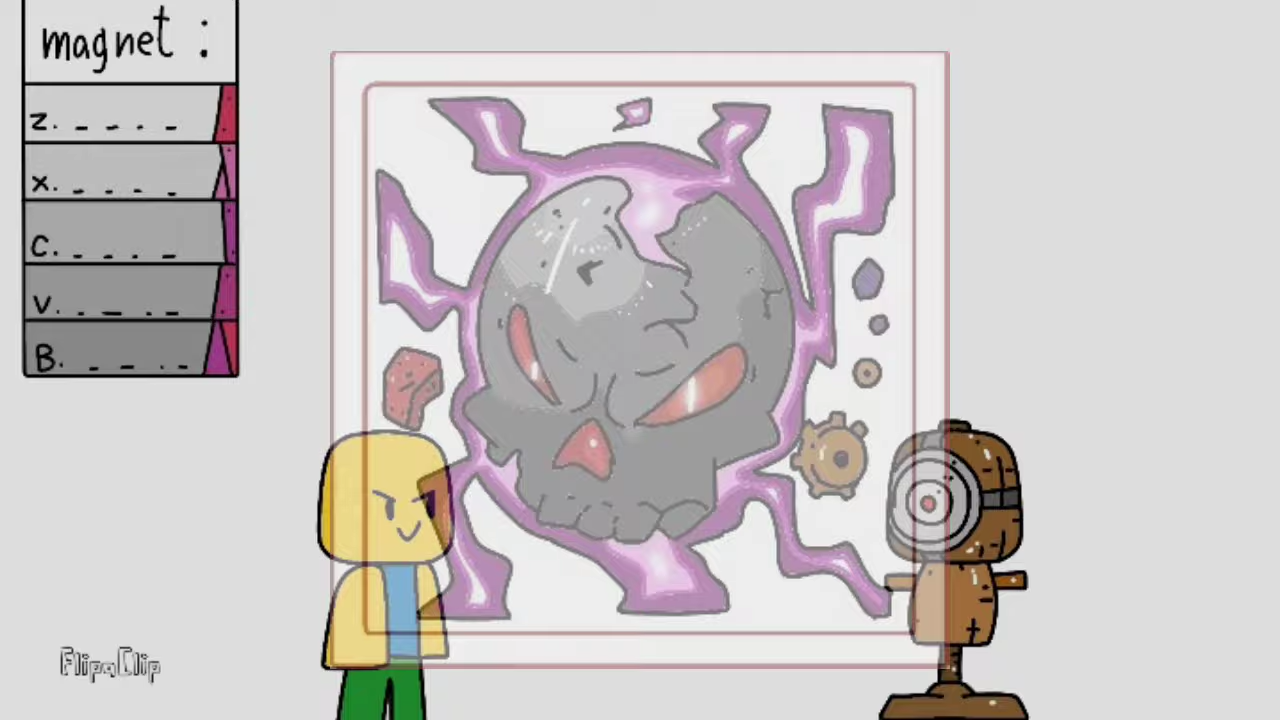 magnet :
z. _ _ _ _
x. _ _ _ _
c. _ _ _ _
v. _ _ _ _
B. _ _ _ _
FlipaClip